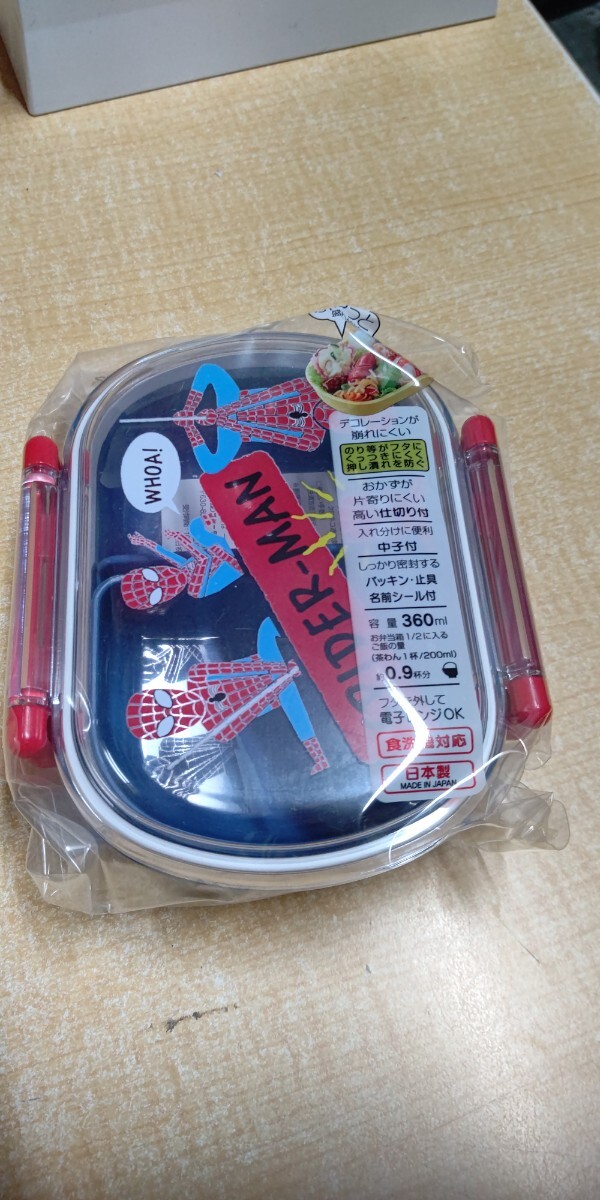 WHOA!
SPIDER-MAN
デコレーションが
崩れにくい
のり等がフタに
くっつきにくく
押し潰れを防ぐ
おかずが
片寄りにくい
高い仕切り付
入れ分けに便利
中子付
しっかり密封する
パッキン・止具
名前シール付
容量 360ml
お弁当箱1/2に入る
ご飯の量
(茶わん1杯/200ml)
約0.9杯分
フタを外して
電子レンジOK
食洗機対応
日本製
MADE IN JAPAN